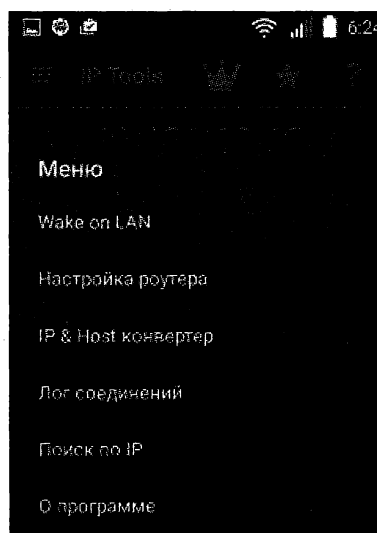 6:24
IP Tools
Меню
Wake on LAN
Настройка роутера
IP & Host конвертер
Лог соединений
Поиск по IP
О программе